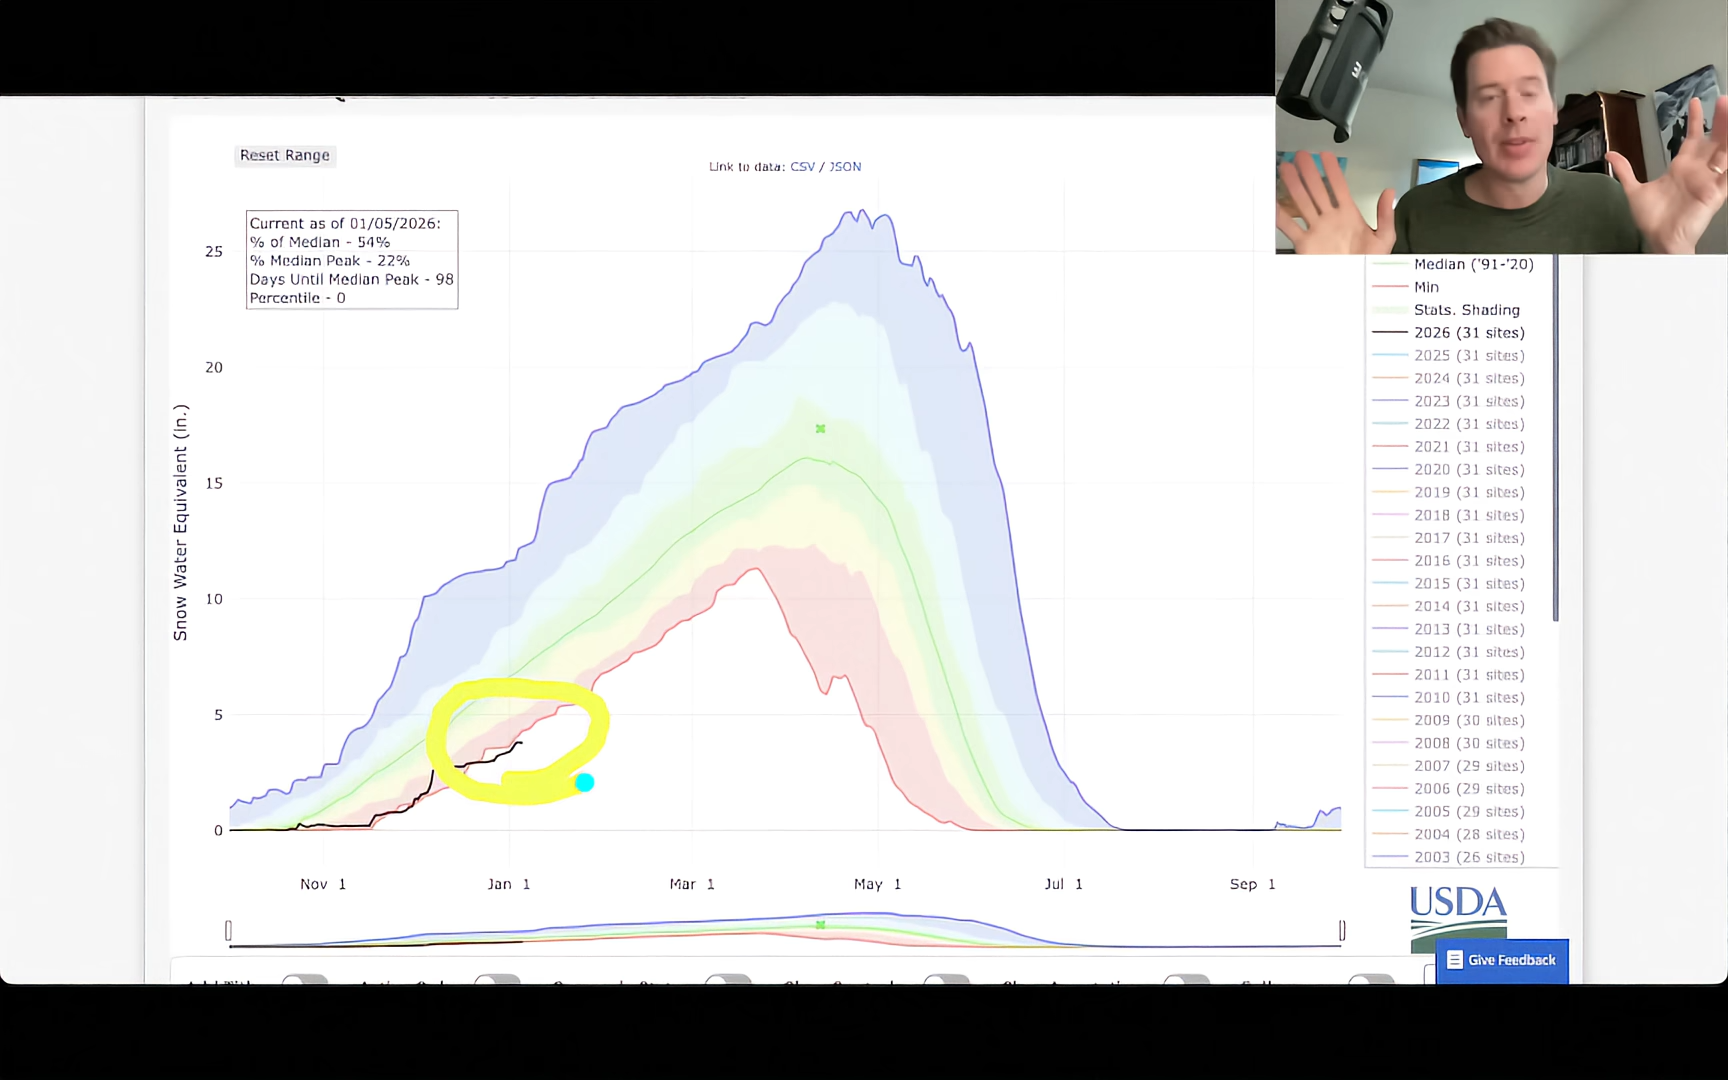 Reset Range
Link to data: CSV / JSON
Current as of 01/05/2026:
% of Median - 54%
% Median Peak - 22%
Days Until Median Peak - 98
Percentile - 0
Snow Water Equivalent (in.)
25
20
15
10
5
0
Nov 1
Jan 1
Mar 1
May 1
Jul 1
Sep 1
Median ('91-'20)
Min
Stats. Shading
2026 (31 sites)
2025 (31 sites)
2024 (31 sites)
2023 (31 sites)
2022 (31 sites)
2021 (31 sites)
2020 (31 sites)
2019 (31 sites)
2018 (31 sites)
2017 (31 sites)
2016 (31 sites)
2015 (31 sites)
2014 (31 sites)
2013 (31 sites)
2012 (31 sites)
2011 (31 sites)
2010 (31 sites)
2009 (30 sites)
2008 (30 sites)
2007 (29 sites)
2006 (29 sites)
2005 (29 sites)
2004 (28 sites)
2003 (26 sites)
USDA
Give Feedback